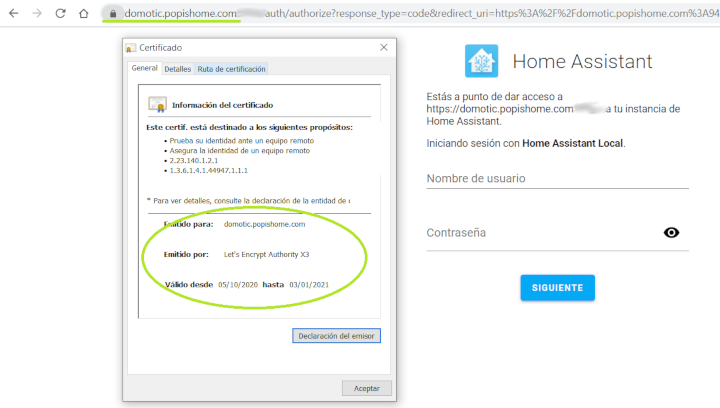 domotic.popishome.com: auth/authorize?response_type=code&redirect_uri=https%3A%2F%2Fdomotic.popishome.com%3A94
Certificado
General Detalles Ruta de certificación
Información del certificado
Este certif. está destinado a los siguientes propósitos:
• Prueba su identidad ante un equipo remoto
• Asegura la identidad de un equipo remoto
• 2.23.140.1.2.1
• 1.3.6.1.4.1.44947.1.1.1
* Para ver detalles, consulte la declaración de la entidad de c
Emitido para: domotic.popishome.com
Emitido por: Let's Encrypt Authority X3
Válido desde 05/10/2020 hasta 03/01/2021
Declaración del emisor
Aceptar
Home Assistant
Estás a punto de dar acceso a
https://domotic.popishome.com: a tu instancia de
Home Assistant.
Iniciando sesión con Home Assistant Local.
Nombre de usuario
Contraseña
SIGUIENTE